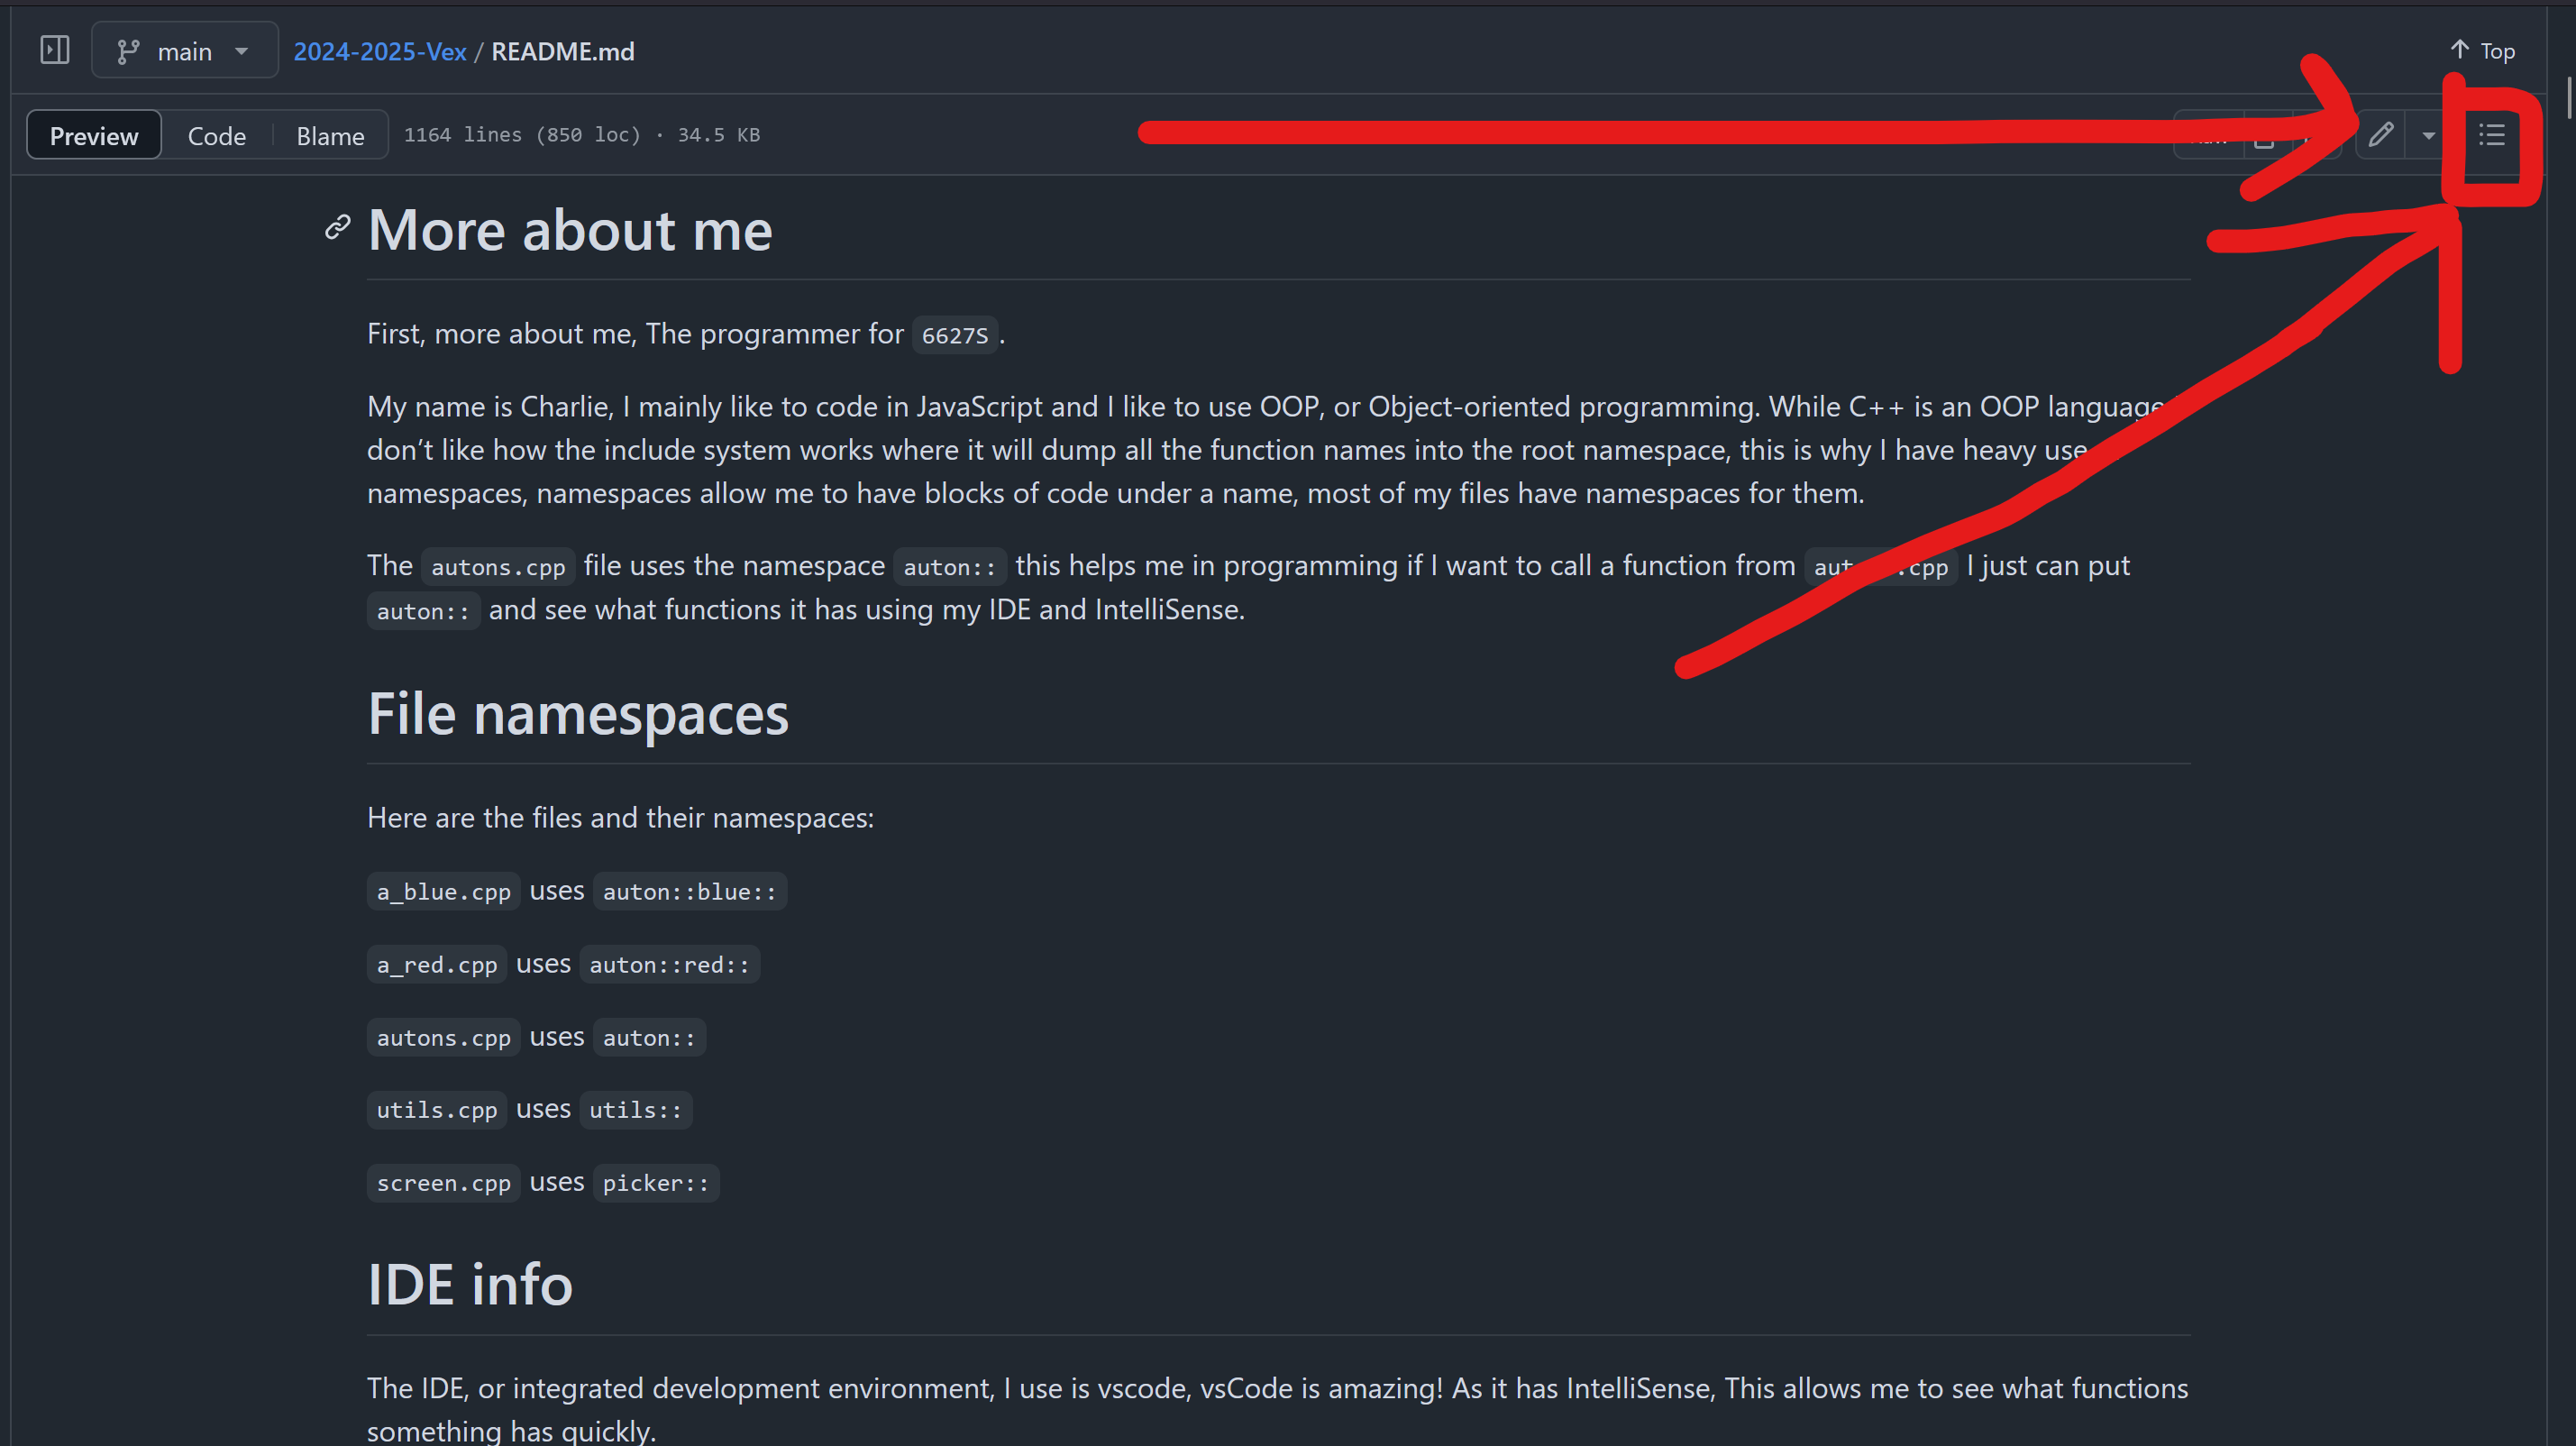 main 2024-2025-Vex / README.md Top
Preview Code Blame 1164 lines (850 loc) · 34.5 KB
More about me
First, more about me, The programmer for 6627S.
My name is Charlie, I mainly like to code in JavaScript and I like to use OOP, or Object-oriented programming. While C++ is an OOP language
don’t like how the include system works where it will dump all the function names into the root namespace, this is why I have heavy use
namespaces, namespaces allow me to have blocks of code under a name, most of my files have namespaces for them.
The autons.cpp file uses the namespace auton:: this helps me in programming if I want to call a function from I just can put
auton:: and see what functions it has using my IDE and IntelliSense.
File namespaces
Here are the files and their namespaces:
a_blue.cpp uses auton::blue::
a_red.cpp uses auton::red::
autons.cpp uses auton::
utils.cpp uses utils::
screen.cpp uses picker::
IDE info
The IDE, or integrated development environment, I use is vscode, vsCode is amazing! As it has IntelliSense, This allows me to see what functions
something has quickly.